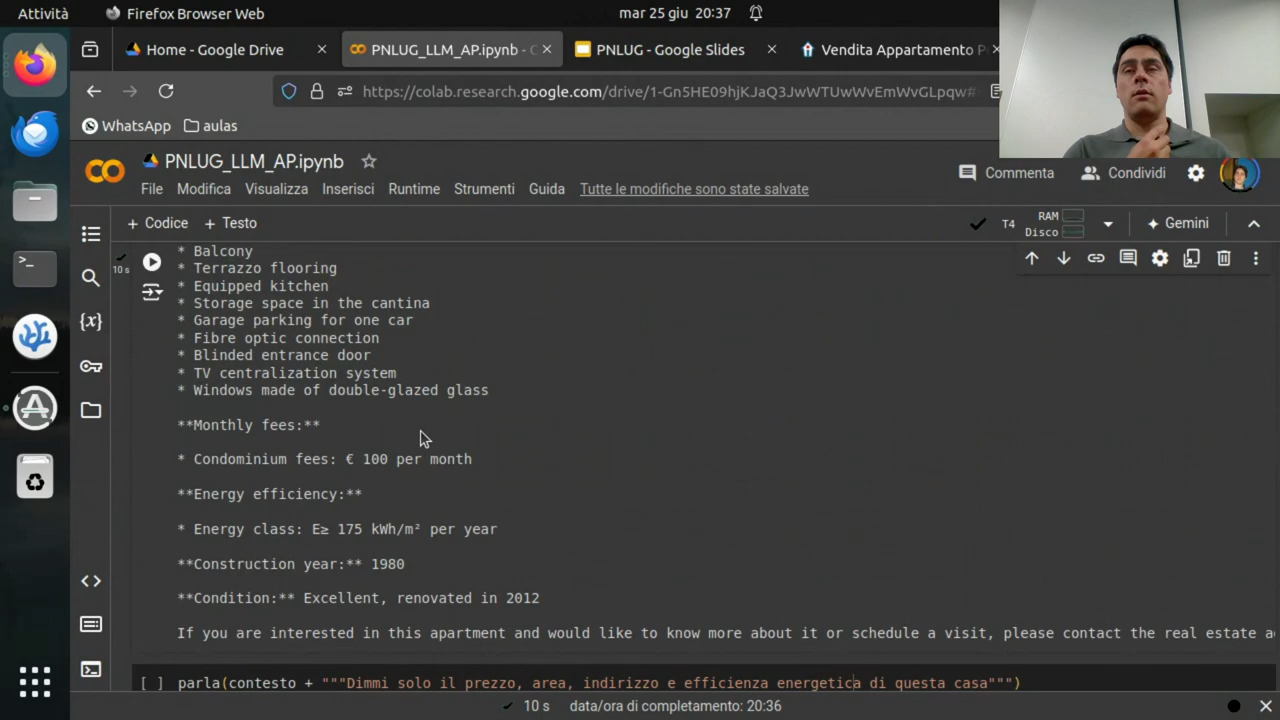 Attività
Firefox Browser Web
mar 25 giu 20:37
Home - Google Drive
PNLUG_LLM_AP.ipynb - C
PNLUG - Google Slides
Vendita Appartamento P
https://colab.research.google.com/drive/1-Gn5HE09hjKJaQ3JwWTUwWvEmWvGLpqw#
WhatsApp
aulas
PNLUG_LLM_AP.ipynb
Commenta
Condividi
File Modifica Visualizza Inserisci Runtime Strumenti Guida Tutte le modifiche sono state salvate
+ Codice + Testo
T4
RAM
Disco
Gemini
10 s
* Balcony
* Terrazzo flooring
* Equipped kitchen
* Storage space in the cantina
* Garage parking for one car
* Fibre optic connection
* Blinded entrance door
* TV centralization system
* Windows made of double-glazed glass
**Monthly fees:**
* Condominium fees: € 100 per month
**Energy efficiency:**
* Energy class: E≥ 175 kWh/m² per year
**Construction year:** 1980
**Condition:** Excellent, renovated in 2012
If you are interested in this apartment and would like to know more about it or schedule a visit, please contact the real estate a
[ ] parla(contesto + """Dimmi solo il prezzo, area, indirizzo e efficienza energetica di questa casa""")
10 s data/ora di completamento: 20:36